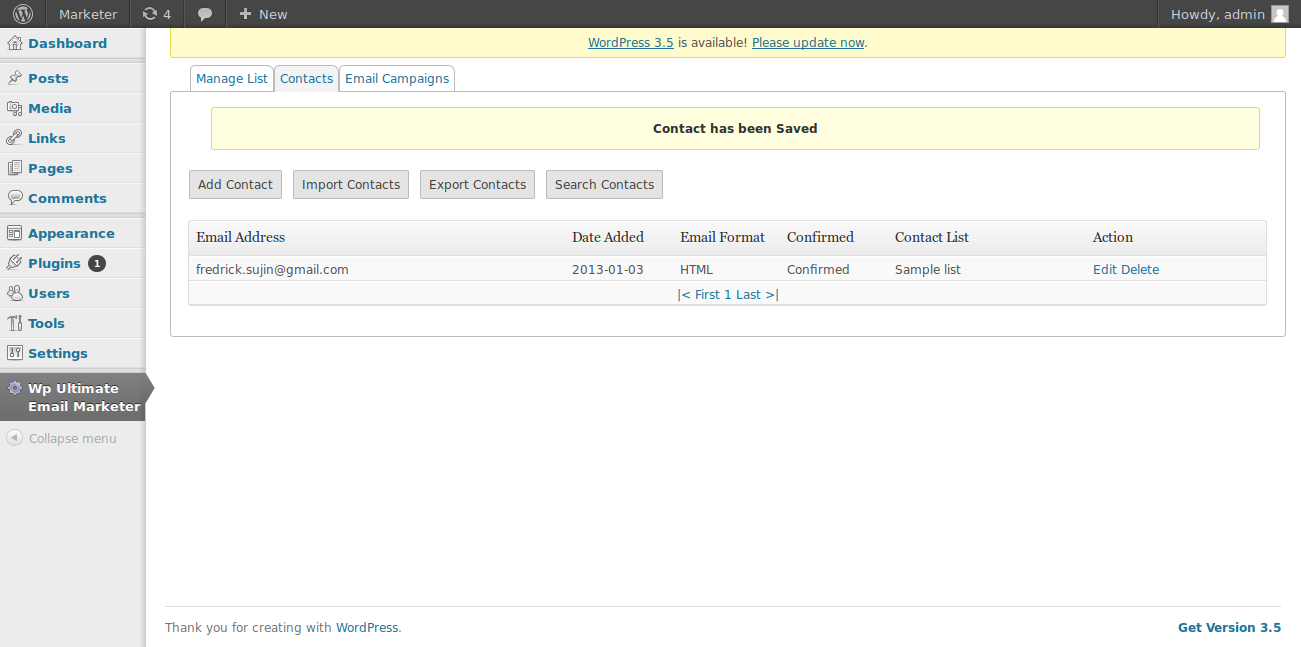 Marketer 4 + New Howdy, admin
WordPress 3.5 is available! Please update now.
Dashboard
Posts
Media
Links
Pages
Comments
Appearance
Plugins 1
Users
Tools
Settings
Wp Ultimate
Email Marketer
Collapse menu
Manage List Contacts Email Campaigns
Contact has been Saved
Add Contact Import Contacts Export Contacts Search Contacts
Email Address Date Added Email Format Confirmed Contact List Action
fredrick.sujin@gmail.com 2013-01-03 HTML Confirmed Sample list Edit Delete
|< First 1 Last >|
Thank you for creating with WordPress. Get Version 3.5